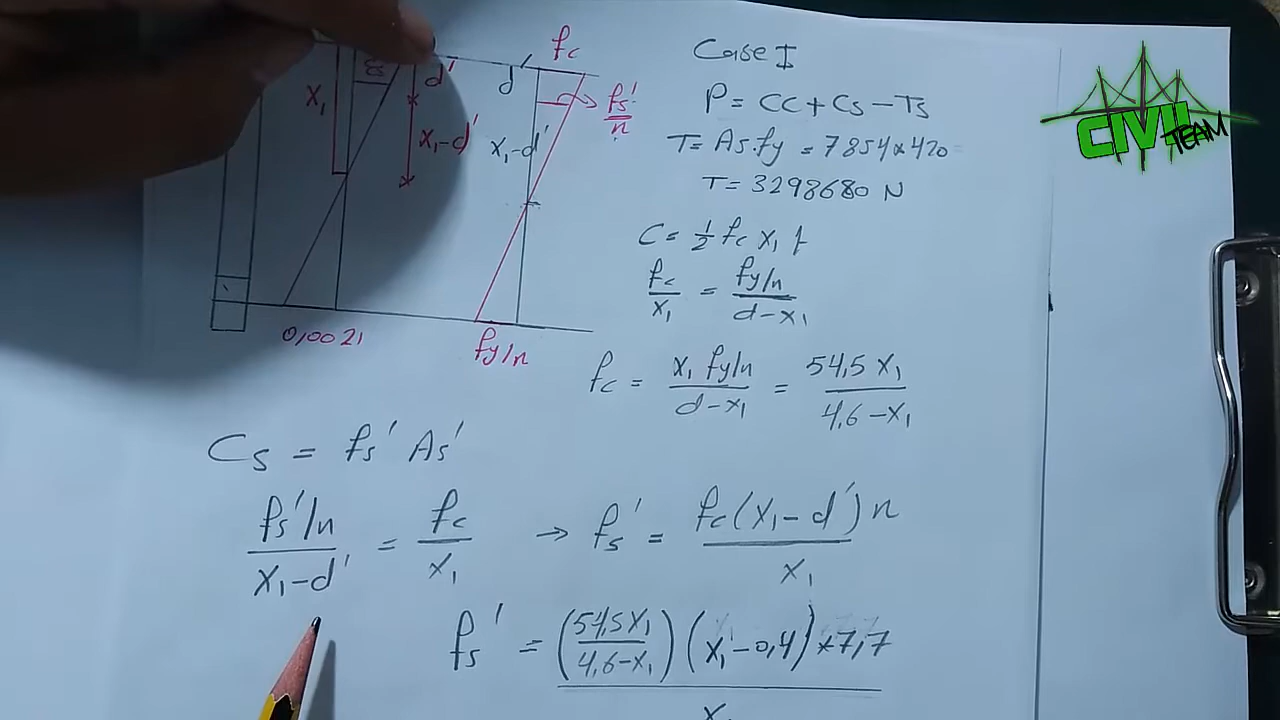 Case I
P = CC + Cs - Ts
T = As.fy = 7854*420
T = 3298680 N
C = 1/2 fc X1 t
fc/X1 = (fy/n)/(d-X1)
fc = (X1 fy/n)/(d-X1) = 54,5 X1/(4,6-X1)
fc
d'
fs'/n
X1-d'
fy/n
d'
X1
X1-d'
0,0021
Cs = fs' As'
(fs'/n)/(X1-d') = fc/X1 → fs' = fc(X1-d')n/X1
fs' = (54,5X1/(4,6-X1))(X1-0,4)*7,7/X1
CIVIL
TEAM